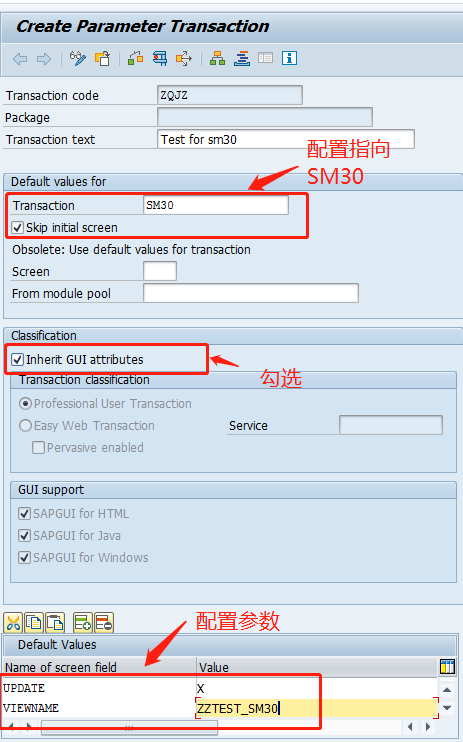 Create Parameter Transaction
Transaction code ZQJZ
Package
Transaction text Test for sm30
配置指向
SM30
Default values for
Transaction SM30
Skip initial screen
Obsolete: Use default values for transaction
Screen
From module pool
Classification
Inherit GUI attributes
勾选
Transaction classification
Professional User Transaction
Easy Web Transaction Service
Pervasive enabled
GUI support
SAPGUI for HTML
SAPGUI for Java
SAPGUI for Windows
配置参数
Default Values
Name of screen field Value
UPDATE X
VIEWNAME ZZTEST_SM30